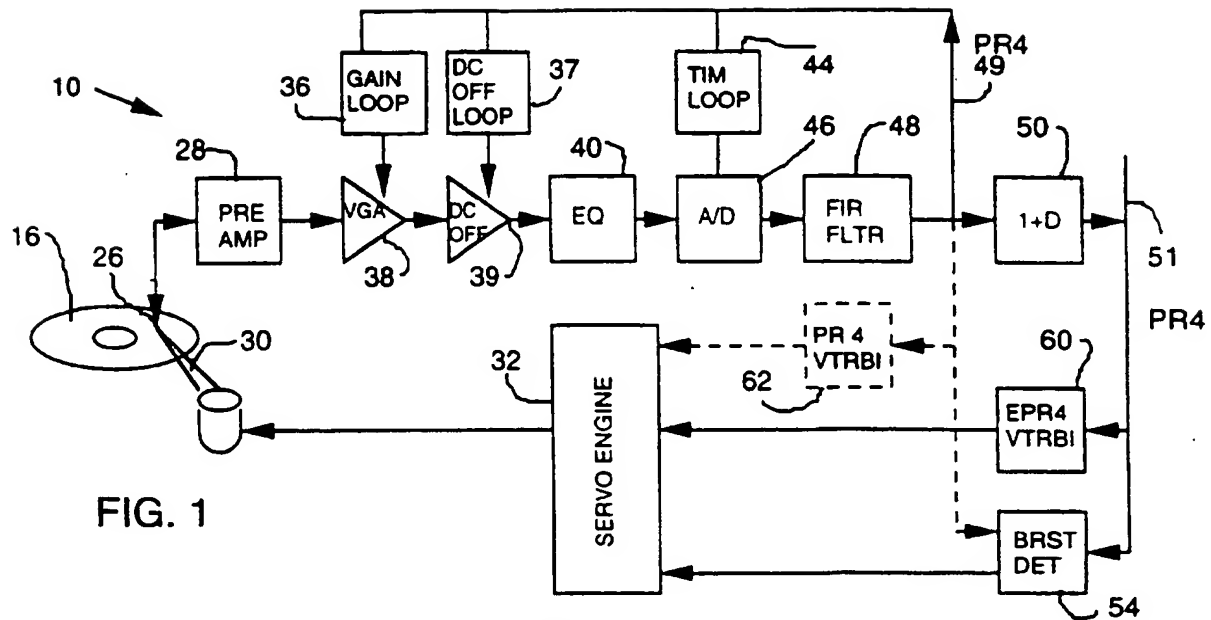 PR4
49
44
GAIN
LOOP
36
DC
OFF
LOOP
37
TIM
LOOP
10
28
40
46
48
50
PRE
AMP
VGA
38
DC
OFF
39
EQ
A/D
FIR
FLTR
1+D
51
PR4
16
26
30
32
SERVO ENGINE
PR 4
VTRBI
62
60
EPR4
VTRBI
BRST
DET
54
FIG. 1